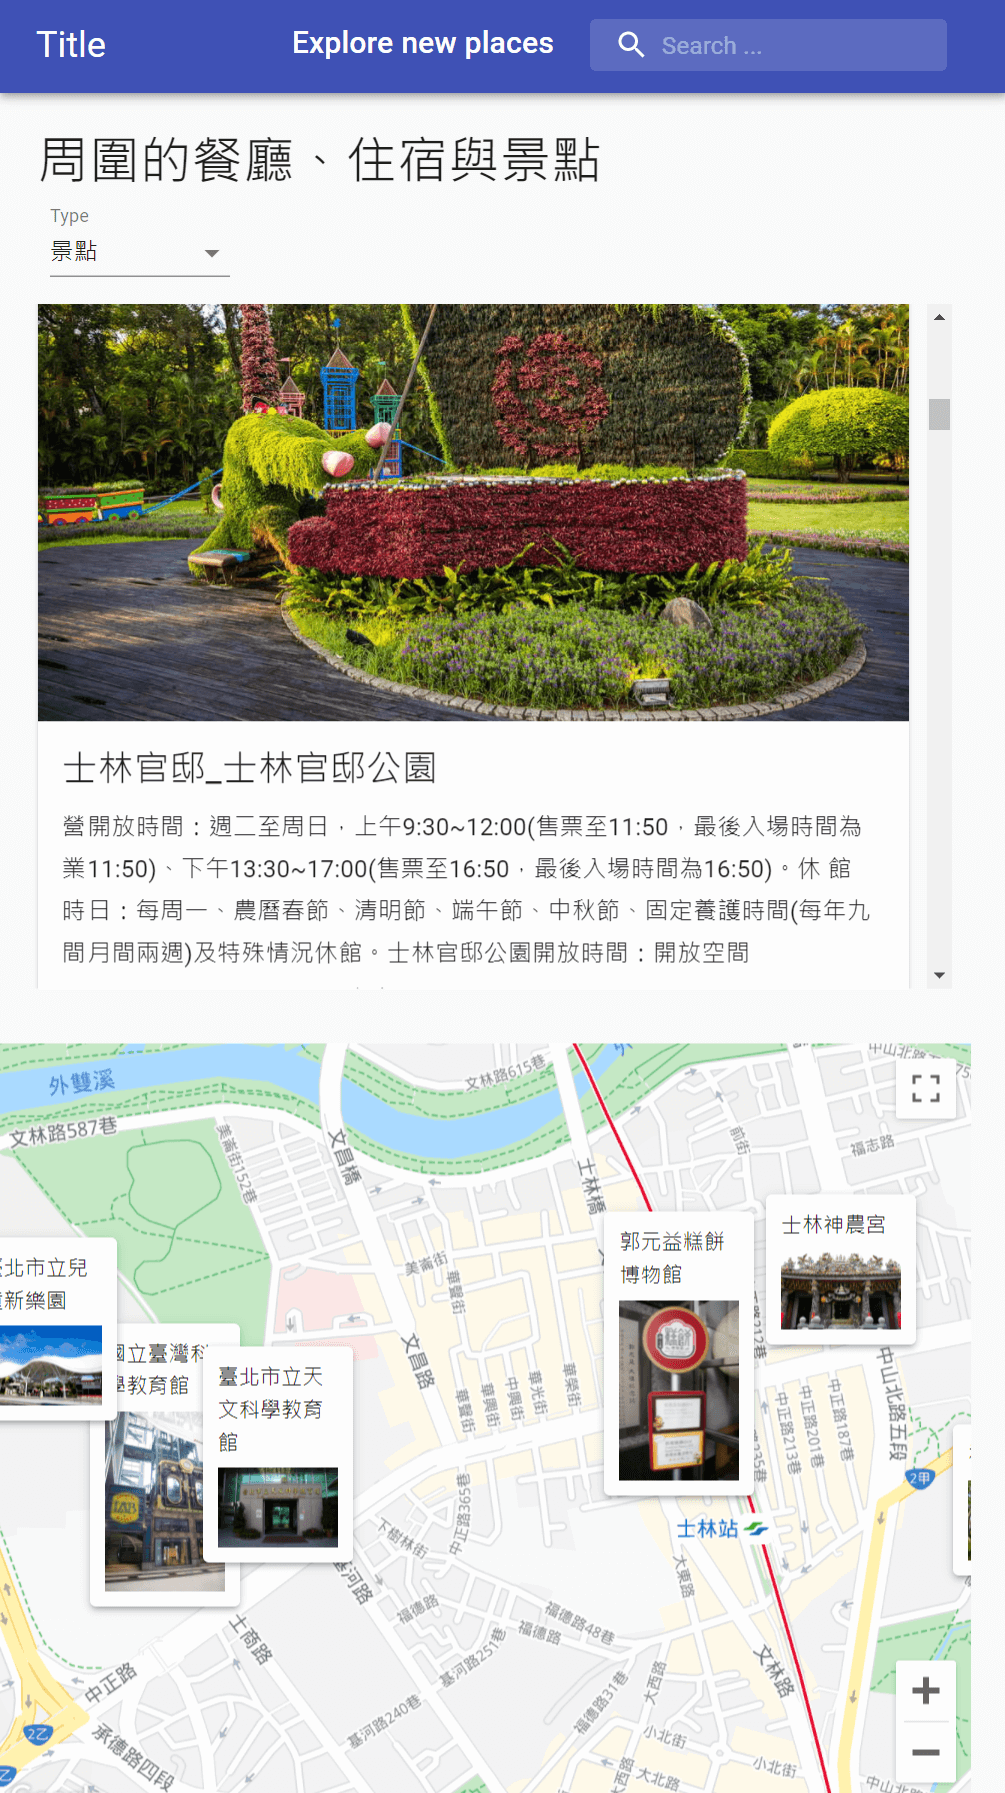 Title
Explore new places
Search ...
周圍的餐廳、住宿與景點
Type
景點
士林官邸_士林官邸公園
營開放時間：週二至周日，上午9:30~12:00(售票至11:50，最後入場時間為
業11:50)、下午13:30~17:00(售票至16:50，最後入場時間為16:50)。休 館
時日：每周一、農曆春節、清明節、端午節、中秋節、固定養護時間(每年九
間月間兩週)及特殊情況休館。士林官邸公園開放時間：開放空間
外雙溪
文林路615巷
中山北路
文林路587巷
美崙街152巷
文昌橋
士林橋
前街
福志路
士林神農宮
郭元益糕餅
博物館
北市立兒
新樂園
美崙街
華齡街
國立臺灣科
學教育館
臺北市立天
文科學教育
館
文昌路
華齡街
華興街
中興街
華光街
華榮街
212巷
235巷
中正路213巷
中正路201巷
中正路187巷
中山北路五段
2甲
中正路365巷
士林站
下樹林街
基河路
大東路
福德路
福德路48巷
福德路
士商路
基河路251巷
中正路
大西路
文林路
福德路31巷
基河路240巷
小北街
小北街
2乙
承德路四段
大西路
大北路
中山北